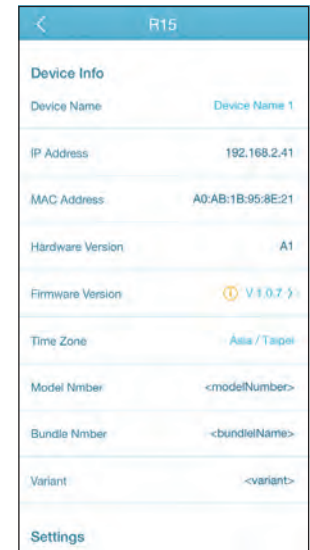 R15
Device Info
Device Name Device Name 1
IP Address 192.168.2.41
MAC Address A0:AB:1B:95:8E:21
Hardware Version A1
Firmware Version V 1.0.7
Time Zone Asia / Taipei
Model Nmber <modelNumber>
Bundle Nmber <bundlelName>
Variant <variant>
Settings